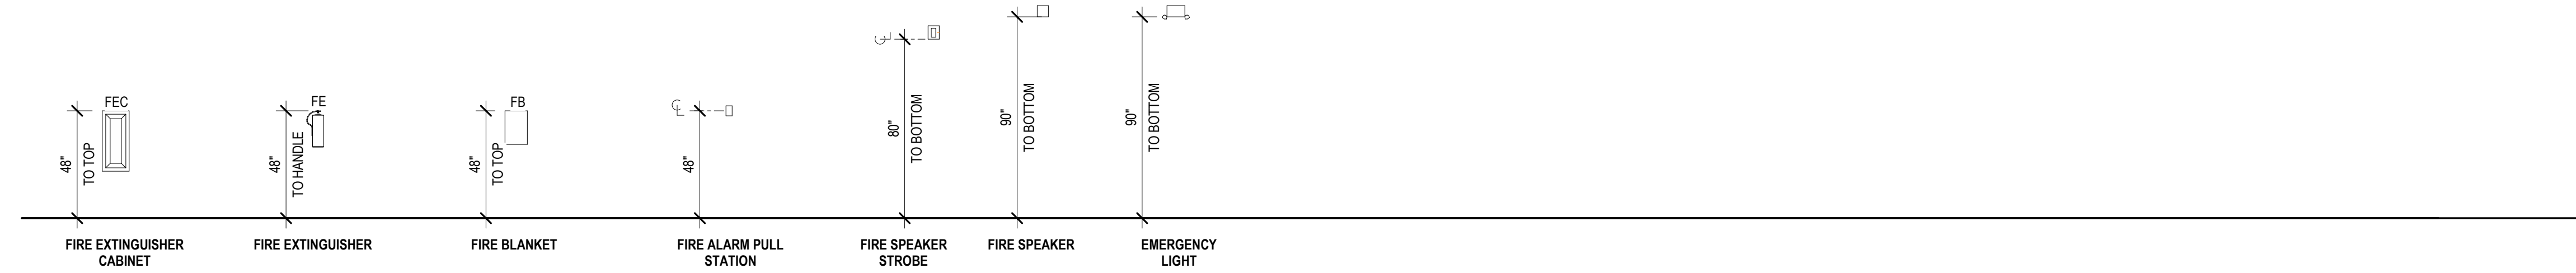 FEC
48"
TO TOP
FIRE EXTINGUISHER
CABINET
FE
48"
TO HANDLE
FIRE EXTINGUISHER
FB
48"
TO TOP
FIRE BLANKET
CL
48"
FIRE ALARM PULL
STATION
CL
80"
TO BOTTOM
FIRE SPEAKER
STROBE
90"
TO BOTTOM
FIRE SPEAKER
90"
TO BOTTOM
EMERGENCY
LIGHT